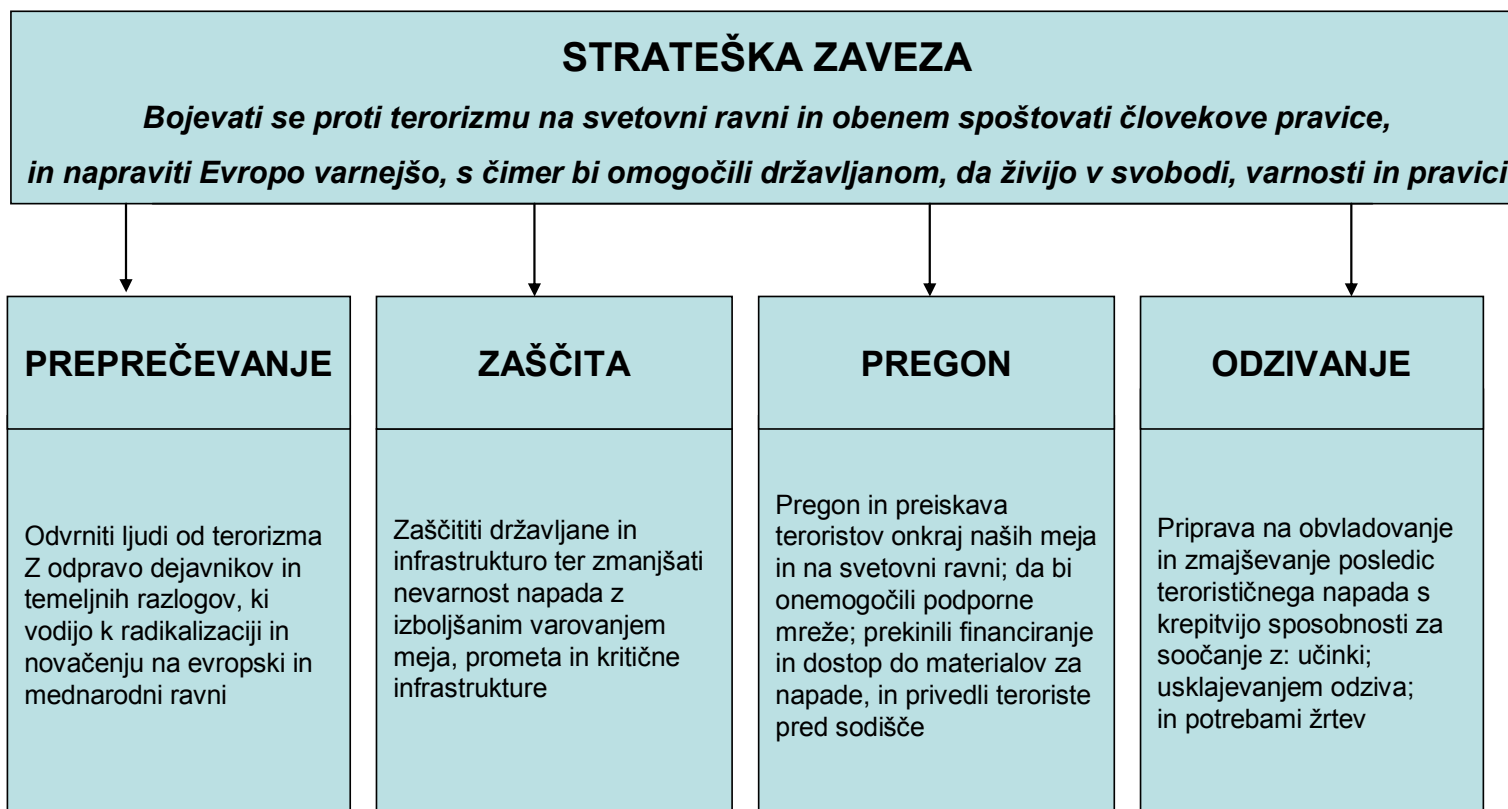 STRATEŠKA ZAVEZA
Bojevati se proti terorizmu na svetovni ravni in obenem spoštovati človekove pravice,
in napraviti Evropo varnejšo, s čimer bi omogočili državljanom, da živijo v svobodi, varnosti in pravici
PREPREČEVANJE
Odvrniti ljudi od terorizma
Z odpravo dejavnikov in
temeljnih razlogov, ki
vodijo k radikalizaciji in
novačenju na evropski in
mednarodni ravni
ZAŠČITA
Zaščititi državljane in
infrastrukturo ter zmanjšati
nevarnost napada z
izboljšanim varovanjem
meja, prometa in kritične
infrastrukture
PREGON
Pregon in preiskava
teroristov onkraj naših meja
in na svetovni ravni; da bi
onemogočili podporne
mreže; prekinili financiranje
in dostop do materialov za
napade, in privedli teroriste
pred sodišče
ODZIVANJE
Priprava na obvladovanje
in zmajševanje posledic
terorističnega napada s
krepitvijo sposobnosti za
soočanje z: učinki;
usklajevanjem odziva;
in potrebami žrtev